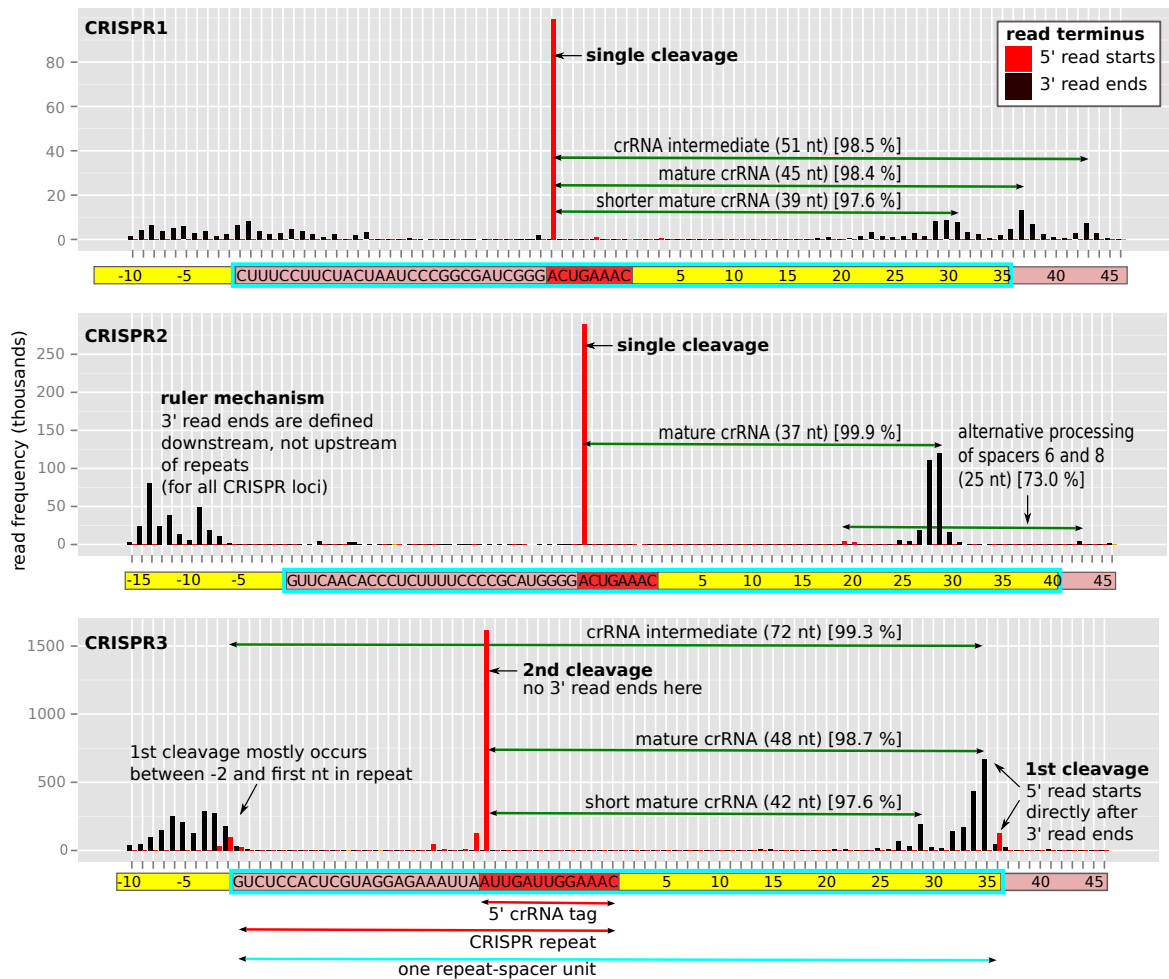 CRISPR1
read terminus
5' read starts
3' read ends
single cleavage
crRNA intermediate (51 nt) [98.5 %]
mature crRNA (45 nt) [98.4 %]
shorter mature crRNA (39 nt) [97.6 %]
80
60
40
20
0
-10 -5 CUUUCCUUCUACUAAUCCCGGCGAUCGGG ACUGAAAC 5 10 15 20 25 30 35 40 45
read frequency (thousands)
CRISPR2
single cleavage
ruler mechanism
3' read ends are defined
downstream, not upstream
of repeats
(for all CRISPR loci)
mature crRNA (37 nt) [99.9 %]
alternative processing
of spacers 6 and 8
(25 nt) [73.0 %]
250
200
150
100
50
0
-15 -10 -5 GUUCAACACCCUCUUUUCCCCGCAUGGGG ACUGAAAC 5 10 15 20 25 30 35 40 45
CRISPR3
crRNA intermediate (72 nt) [99.3 %]
2nd cleavage
no 3' read ends here
1st cleavage mostly occurs
between -2 and first nt in repeat
mature crRNA (48 nt) [98.7 %]
short mature crRNA (42 nt) [97.6 %]
1st cleavage
5' read starts
directly after
3' read ends
1500
1000
500
0
-10 -5 GUCUCCACUCGUAGGAGAAAUUA AUUGAUUGGAAAC 5 10 15 20 25 30 35 40 45
5' crRNA tag
CRISPR repeat
one repeat-spacer unit